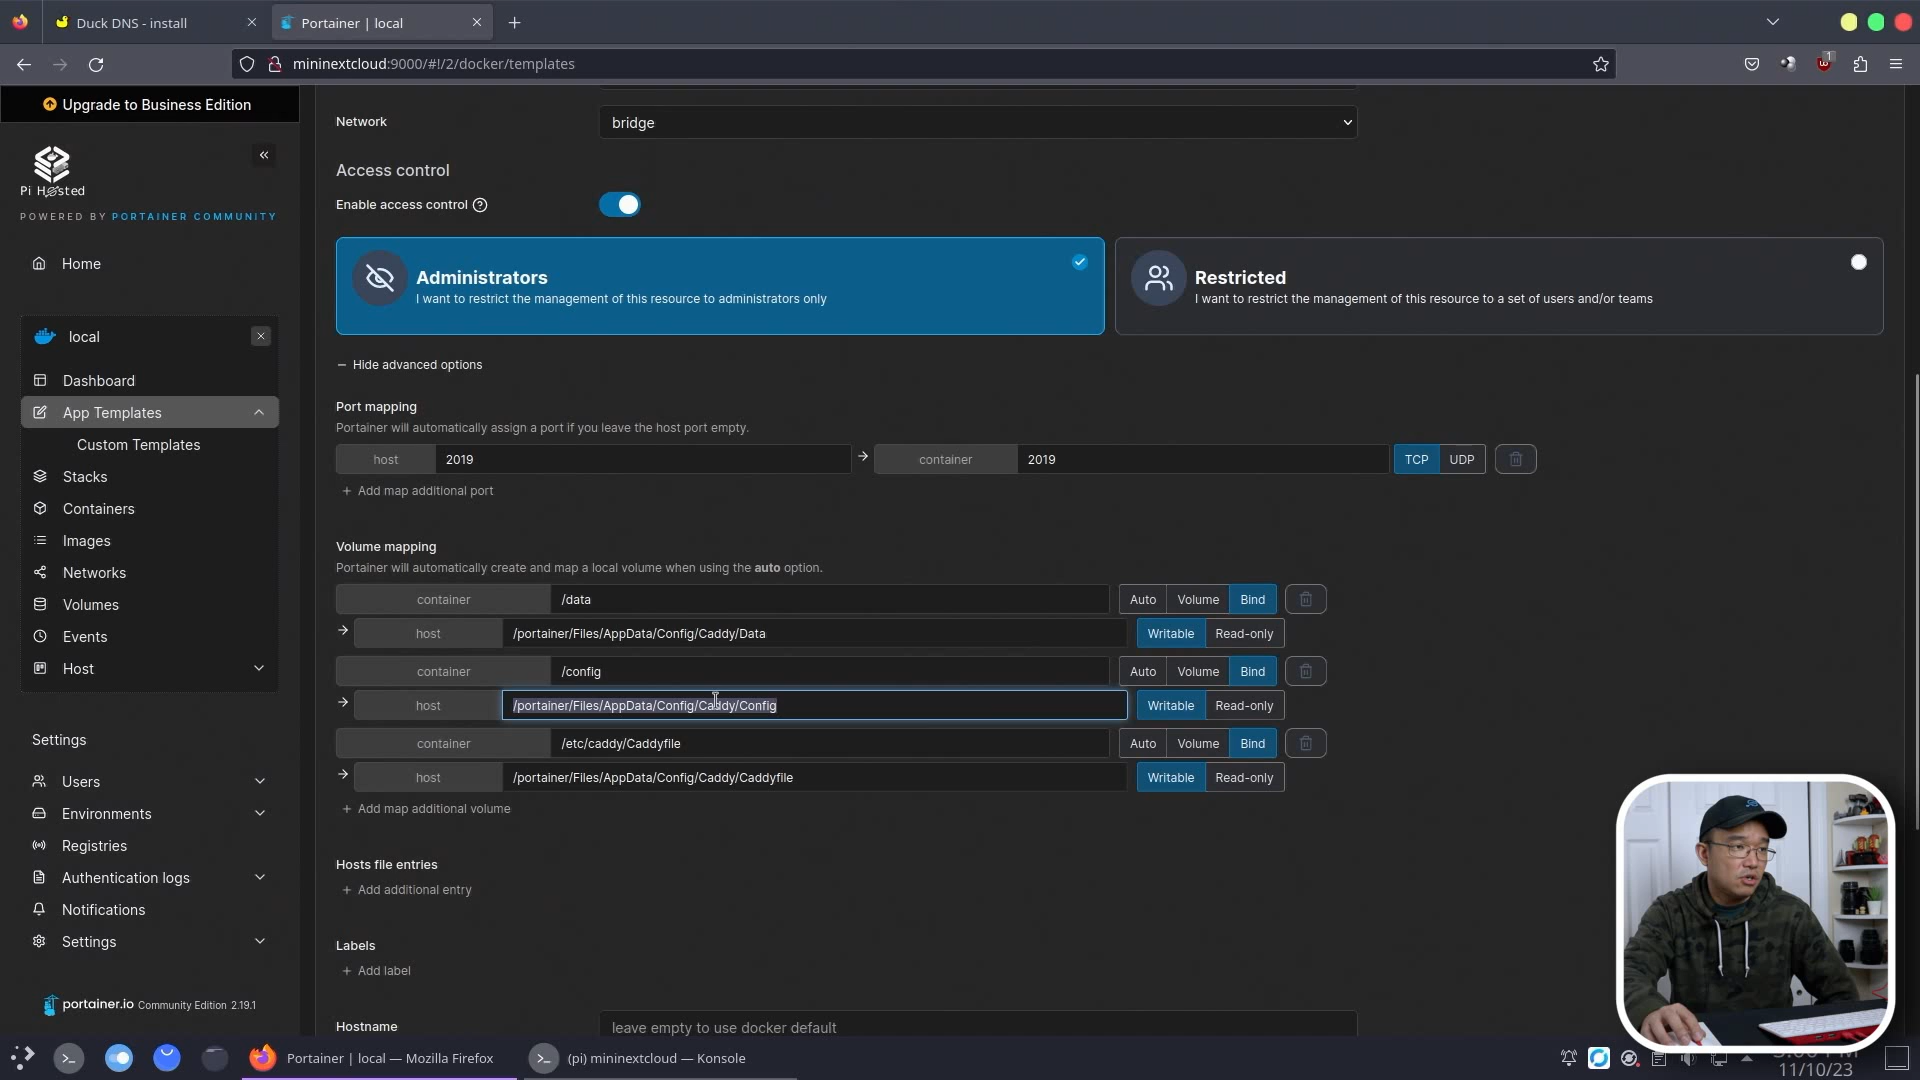 Duck DNS - install
Portainer | local
mininextcloud:9000/#!/2/docker/templates
1
Upgrade to Business Edition
Pi Hosted
POWERED BY PORTAINER COMMUNITY
Home
local
Dashboard
App Templates
Custom Templates
Stacks
Containers
Images
Networks
Volumes
Events
Host
Settings
Users
Environments
Registries
Authentication logs
Notifications
Settings
portainer.io Community Edition 2.19.1
Network
bridge
Access control
Enable access control
Administrators
I want to restrict the management of this resource to administrators only
Restricted
I want to restrict the management of this resource to a set of users and/or teams
Hide advanced options
Port mapping
Portainer will automatically assign a port if you leave the host port empty.
host 2019 container 2019 TCP UDP
+ Add map additional port
Volume mapping
Portainer will automatically create and map a local volume when using the auto option.
container /data Auto Volume Bind
host /portainer/Files/AppData/Config/Caddy/Data Writable Read-only
container /config Auto Volume Bind
host /portainer/Files/AppData/Config/Caddy/Config Writable Read-only
container /etc/caddy/Caddyfile Auto Volume Bind
host /portainer/Files/AppData/Config/Caddy/Caddyfile Writable Read-only
+ Add map additional volume
Hosts file entries
+ Add additional entry
Labels
+ Add label
Hostname
leave empty to use docker default
Portainer | local — Mozilla Firefox
(pi) mininextcloud — Konsole
11/10/23